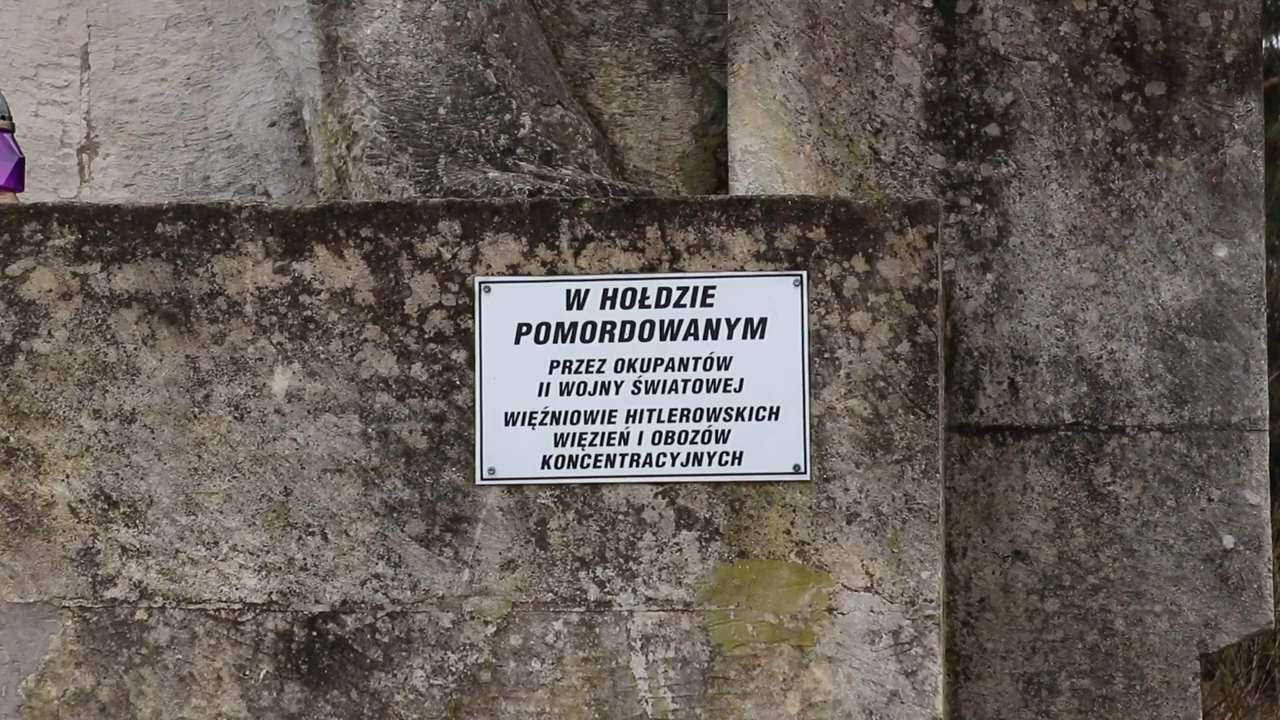 W HOŁDZIE
POMORDOWANYM
PRZEZ OKUPANTÓW
II WOJNY ŚWIATOWEJ
WIĘŹNIOWIE HITLEROWSKICH
WIĘZIEŃ I OBOZÓW
KONCENTRACYJNYCH